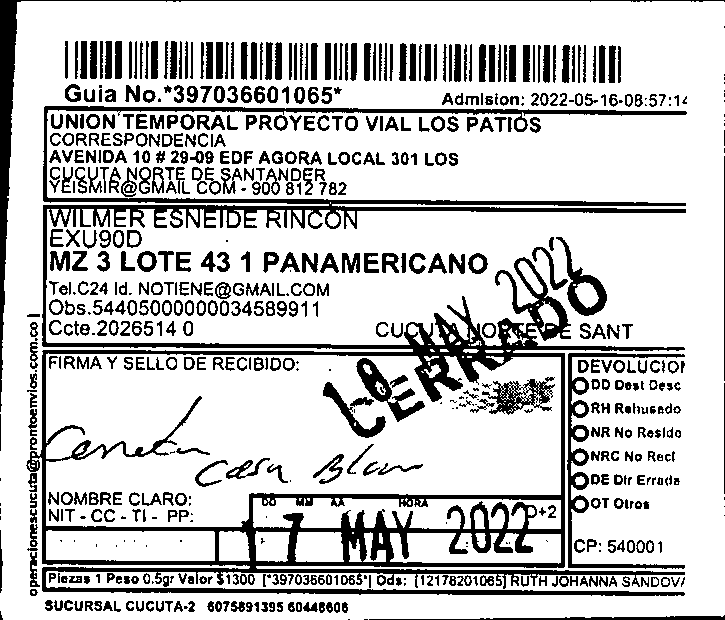 Guia No.*397036601065*
Admision: 2022-05-16-08:57:14
UNION TEMPORAL PROYECTO VIAL LOS PATIOS
CORRESPONDENCIA
AVENIDA 10 # 29-09 EDF AGORA LOCAL 301 LOS
CUCUTA NORTE DE SANTANDER
YEISMIR@GMAIL COM - 900 812 782
WILMER ESNEIDE RINCON
EXU90D
MZ 3 LOTE 43 1 PANAMERICANO
Tel.C24 Id. NOTIENE@GMAIL.COM
Obs.54405000000034589911
Ccte.2026514 0
CUCUTA NORTE DE SANT
18 MAY 2022
CERRADO
operacionescucuta@prontoenvios.com.co
FIRMA Y SELLO DE RECIBIDO:
Casa Blan
NOMBRE CLARO:
NIT - CC - TI - PP:
DD MM AA HORA
17 MAY 2022
D+2
DEVOLUCION
DD Dest Desc
RH Rehusado
NR No Reside
NRC No Recl
DE Dir Errada
OT Otros
CP: 540001
Piezas 1 Peso 0.5gr Valor $1300 [*397036601065*] Ods: [12178201065] RUTH JOHANNA SANDOV
SUCURSAL CUCUTA-2 6075891395 60446606